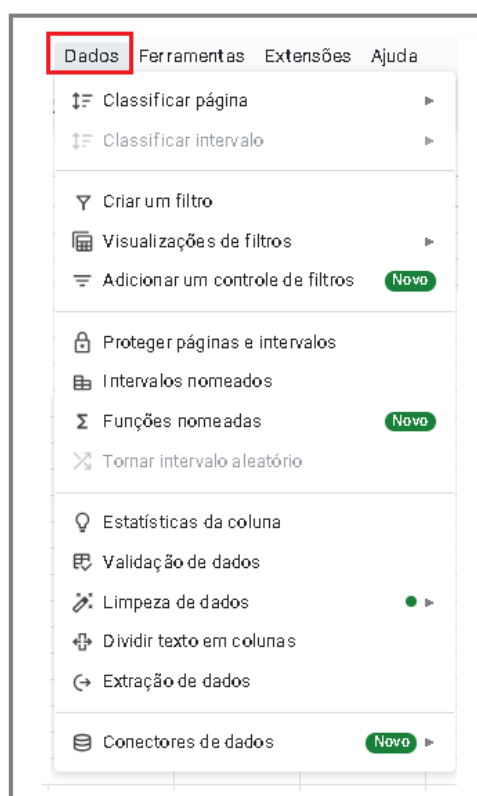 Dados Ferramentas Extensões Ajuda
Classificar página
Classificar intervalo
Criar um filtro
Visualizações de filtros
Adicionar um controle de filtros Novo
Proteger páginas e intervalos
Intervalos nomeados
Funções nomeadas Novo
Tornar intervalo aleatório
Estatísticas da coluna
Validação de dados
Limpeza de dados
Dividir texto em colunas
Extração de dados
Conectores de dados Novo